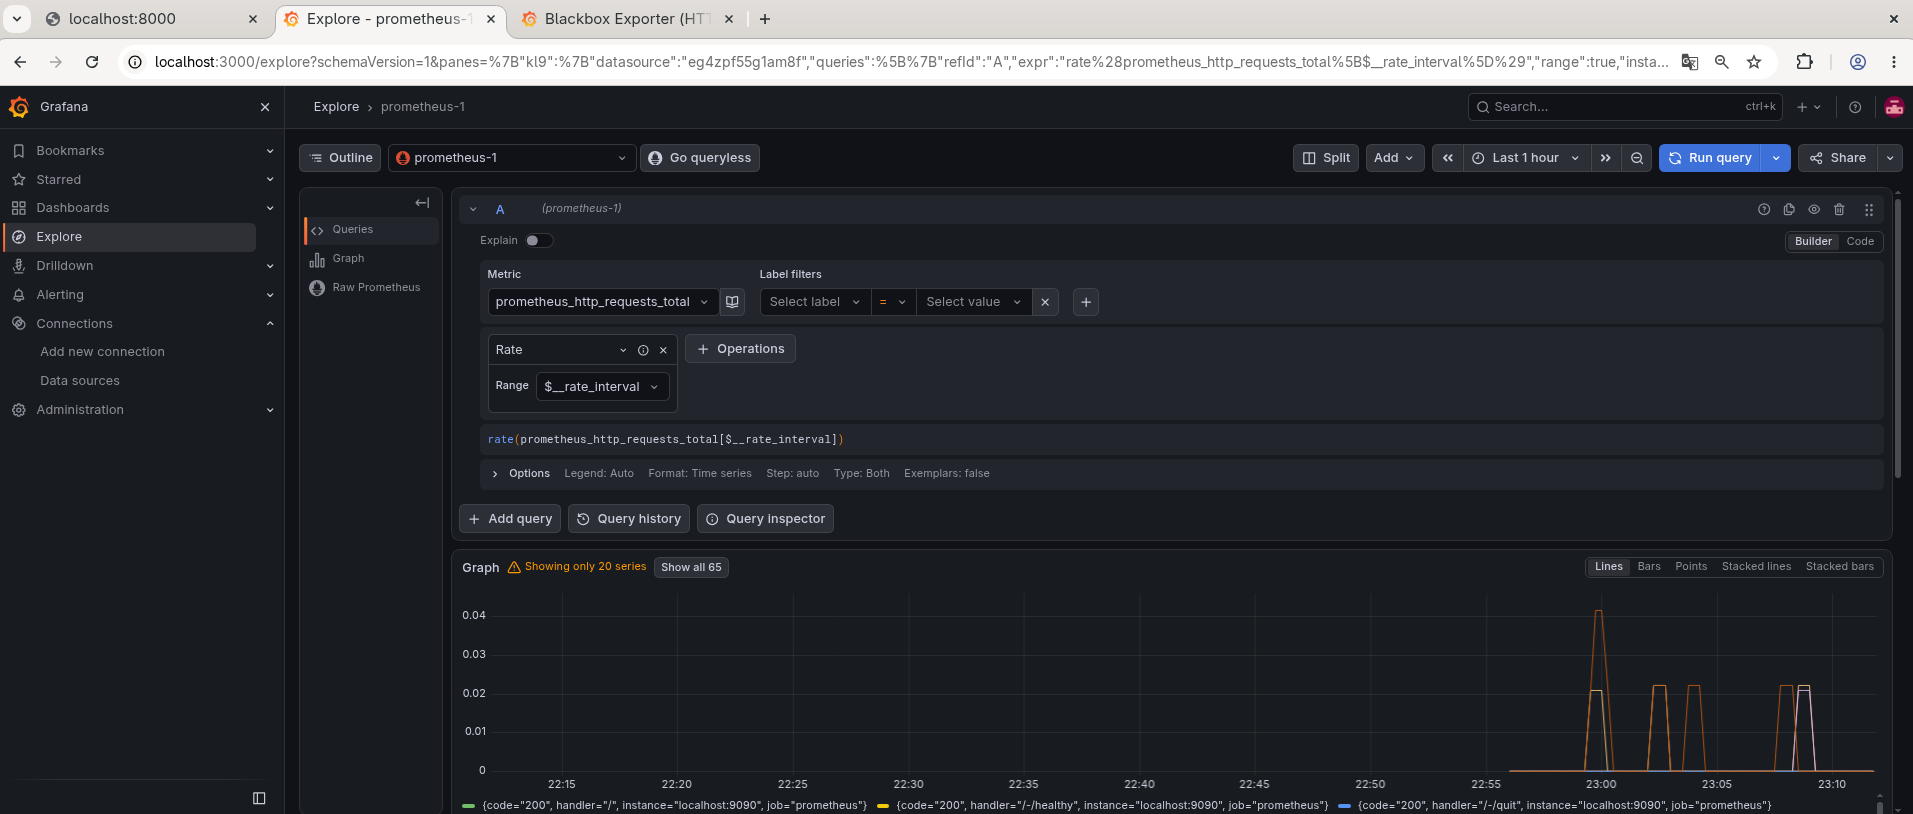 localhost:8000
Explore - prometheus-1
Blackbox Exporter (HTT
localhost:3000/explore?schemaVersion=1&panes=%7B"kl9":%7B"datasource":"eg4zpf55g1am8f","queries":%5B%7B"refId":"A","expr":"rate%28prometheus_http_requests_total%5B$__rate_interval%5D%29","range":true,"insta...
Grafana
Explore › prometheus-1
Search... ctrl+k
Bookmarks
Starred
Dashboards
Explore
Drilldown
Alerting
Connections
Add new connection
Data sources
Administration
Outline prometheus-1 Go queryless
Split Add Last 1 hour Run query Share
Queries
Graph
Raw Prometheus
A (prometheus-1)
Explain
Builder Code
Metric Label filters
prometheus_http_requests_total Select label = Select value
Rate
Operations
Range $__rate_interval
rate(prometheus_http_requests_total[$__rate_interval])
Options Legend: Auto Format: Time series Step: auto Type: Both Exemplars: false
Add query Query history Query inspector
Graph Showing only 20 series Show all 65
Lines Bars Points Stacked lines Stacked bars
0.04
0.03
0.02
0.01
0
22:15 22:20 22:25 22:30 22:35 22:40 22:45 22:50 22:55 23:00 23:05 23:10
{code="200", handler="/", instance="localhost:9090", job="prometheus"} {code="200", handler="/-/healthy", instance="localhost:9090", job="prometheus"} {code="200", handler="/-/quit", instance="localhost:9090", job="prometheus"}